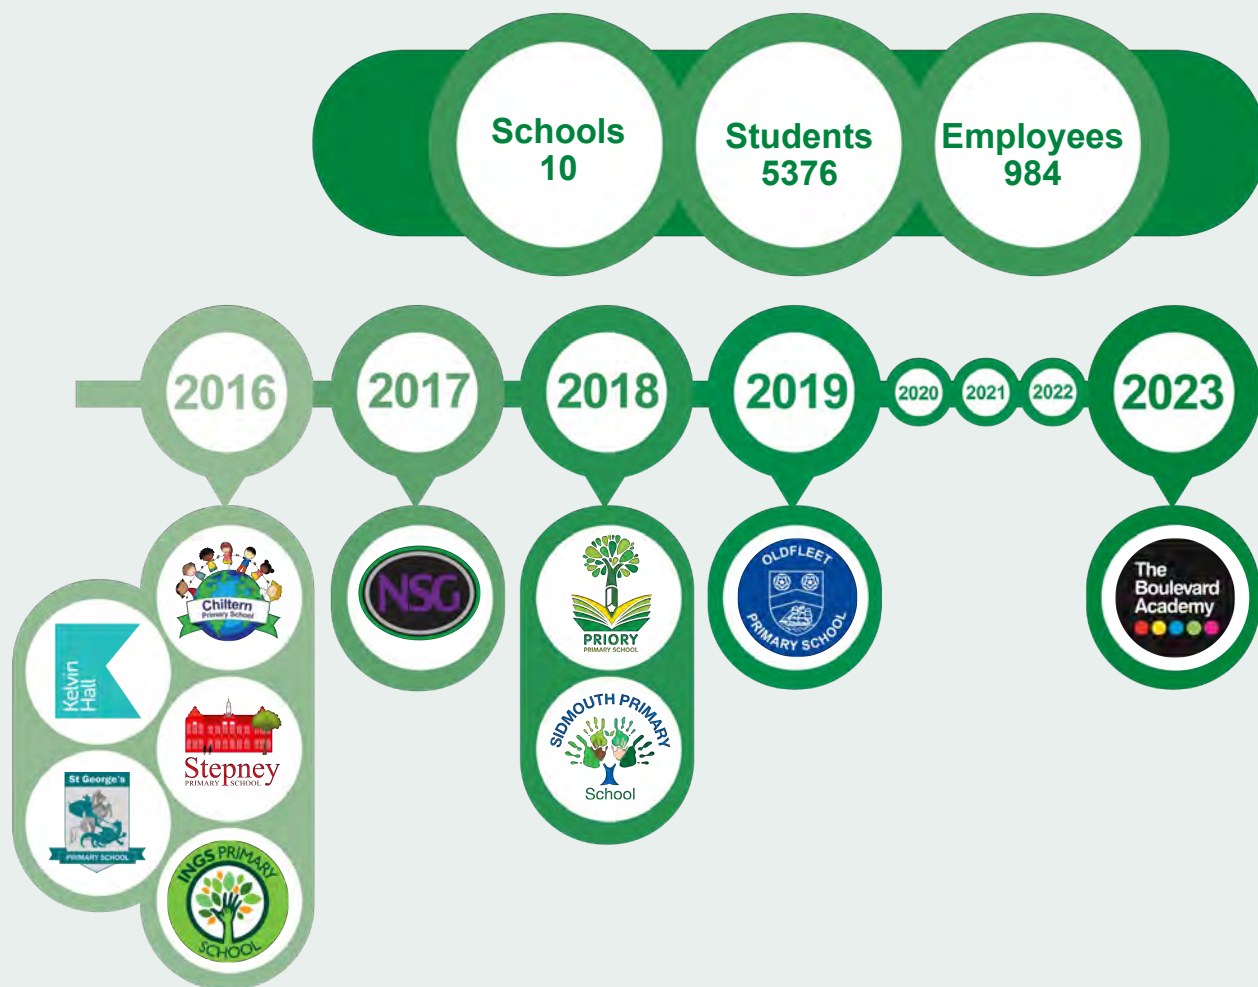 Schools
10
Students
5376
Employees
984
2016
2017
2018
2019
2020
2021
2022
2023
Chiltern
Primary School
Kelvin
Hall
Stepney
PRIMARY SCHOOL
St George's
PRIMARY SCHOOL
INGS PRIMARY
SCHOOL
NSG
PRIORY
PRIMARY SCHOOL
SIDMOUTH PRIMARY
School
OLDFLEET
PRIMARY SCHOOL
The
Boulevard
Academy